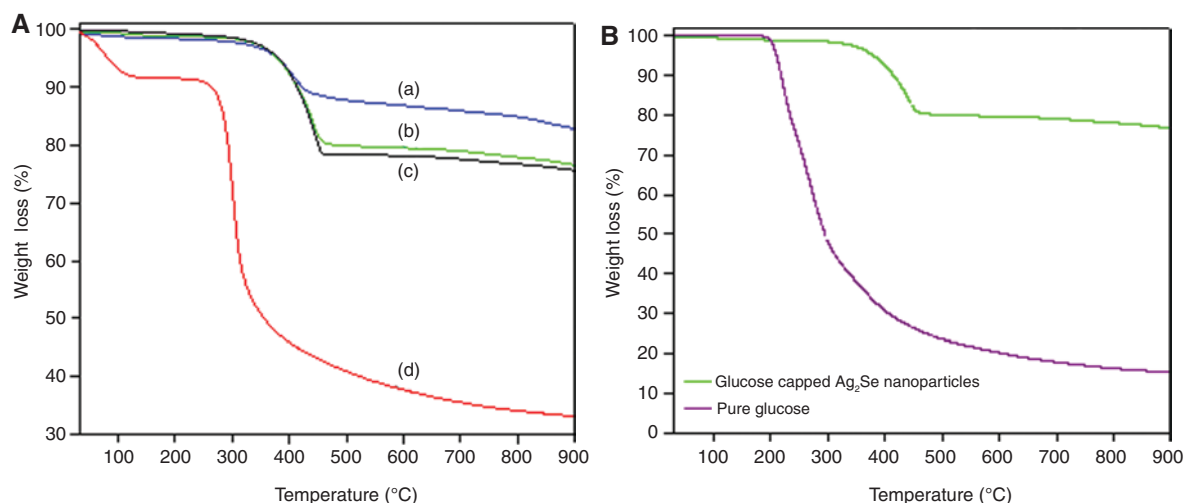 A
100
90
80
70
60
50
40
30
Weight loss (%)
(a)
(b)
(c)
(d)
100 200 300 400 500 600 700 800 900
Temperature (°C)
B
100
90
80
70
60
50
40
30
20
10
0
Weight loss (%)
Glucose capped Ag₂Se nanoparticles
Pure glucose
100 200 300 400 500 600 700 800 900
Temperature (°C)